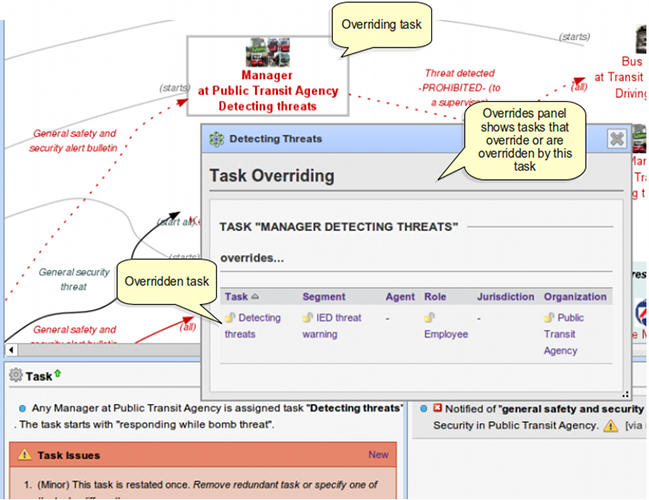 Overriding task
(starts)
Bus
at Transit
Driving
(all)
Manager
at Public Transit Agency
Detecting threats
(starts)
Threat detected
-PROHIBITED- (to
a supervisor)
General safety and
security alert bulletin
Overrides panel
shows tasks that
override or are
overridden by this
task
Detecting Threats
Task Overriding
TASK "MANAGER DETECTING THREATS"
overrides...
Task Segment Agent Role Jurisdiction Organization
Detecting threats
IED threat warning
-
Employee
-
Public Transit Agency
(start all)
(starts)
General security
threat
Overridden task
General safety and
security alert bulletin
(all)
Task
Any Manager at Public Transit Agency is assigned task "Detecting threats"
. The task starts with "responding while bomb threat".
Task Issues New
1. (Minor) This task is restated once. Remove redundant task or specify one of
Notified of "general safety and security
Security in Public Transit Agency. [via